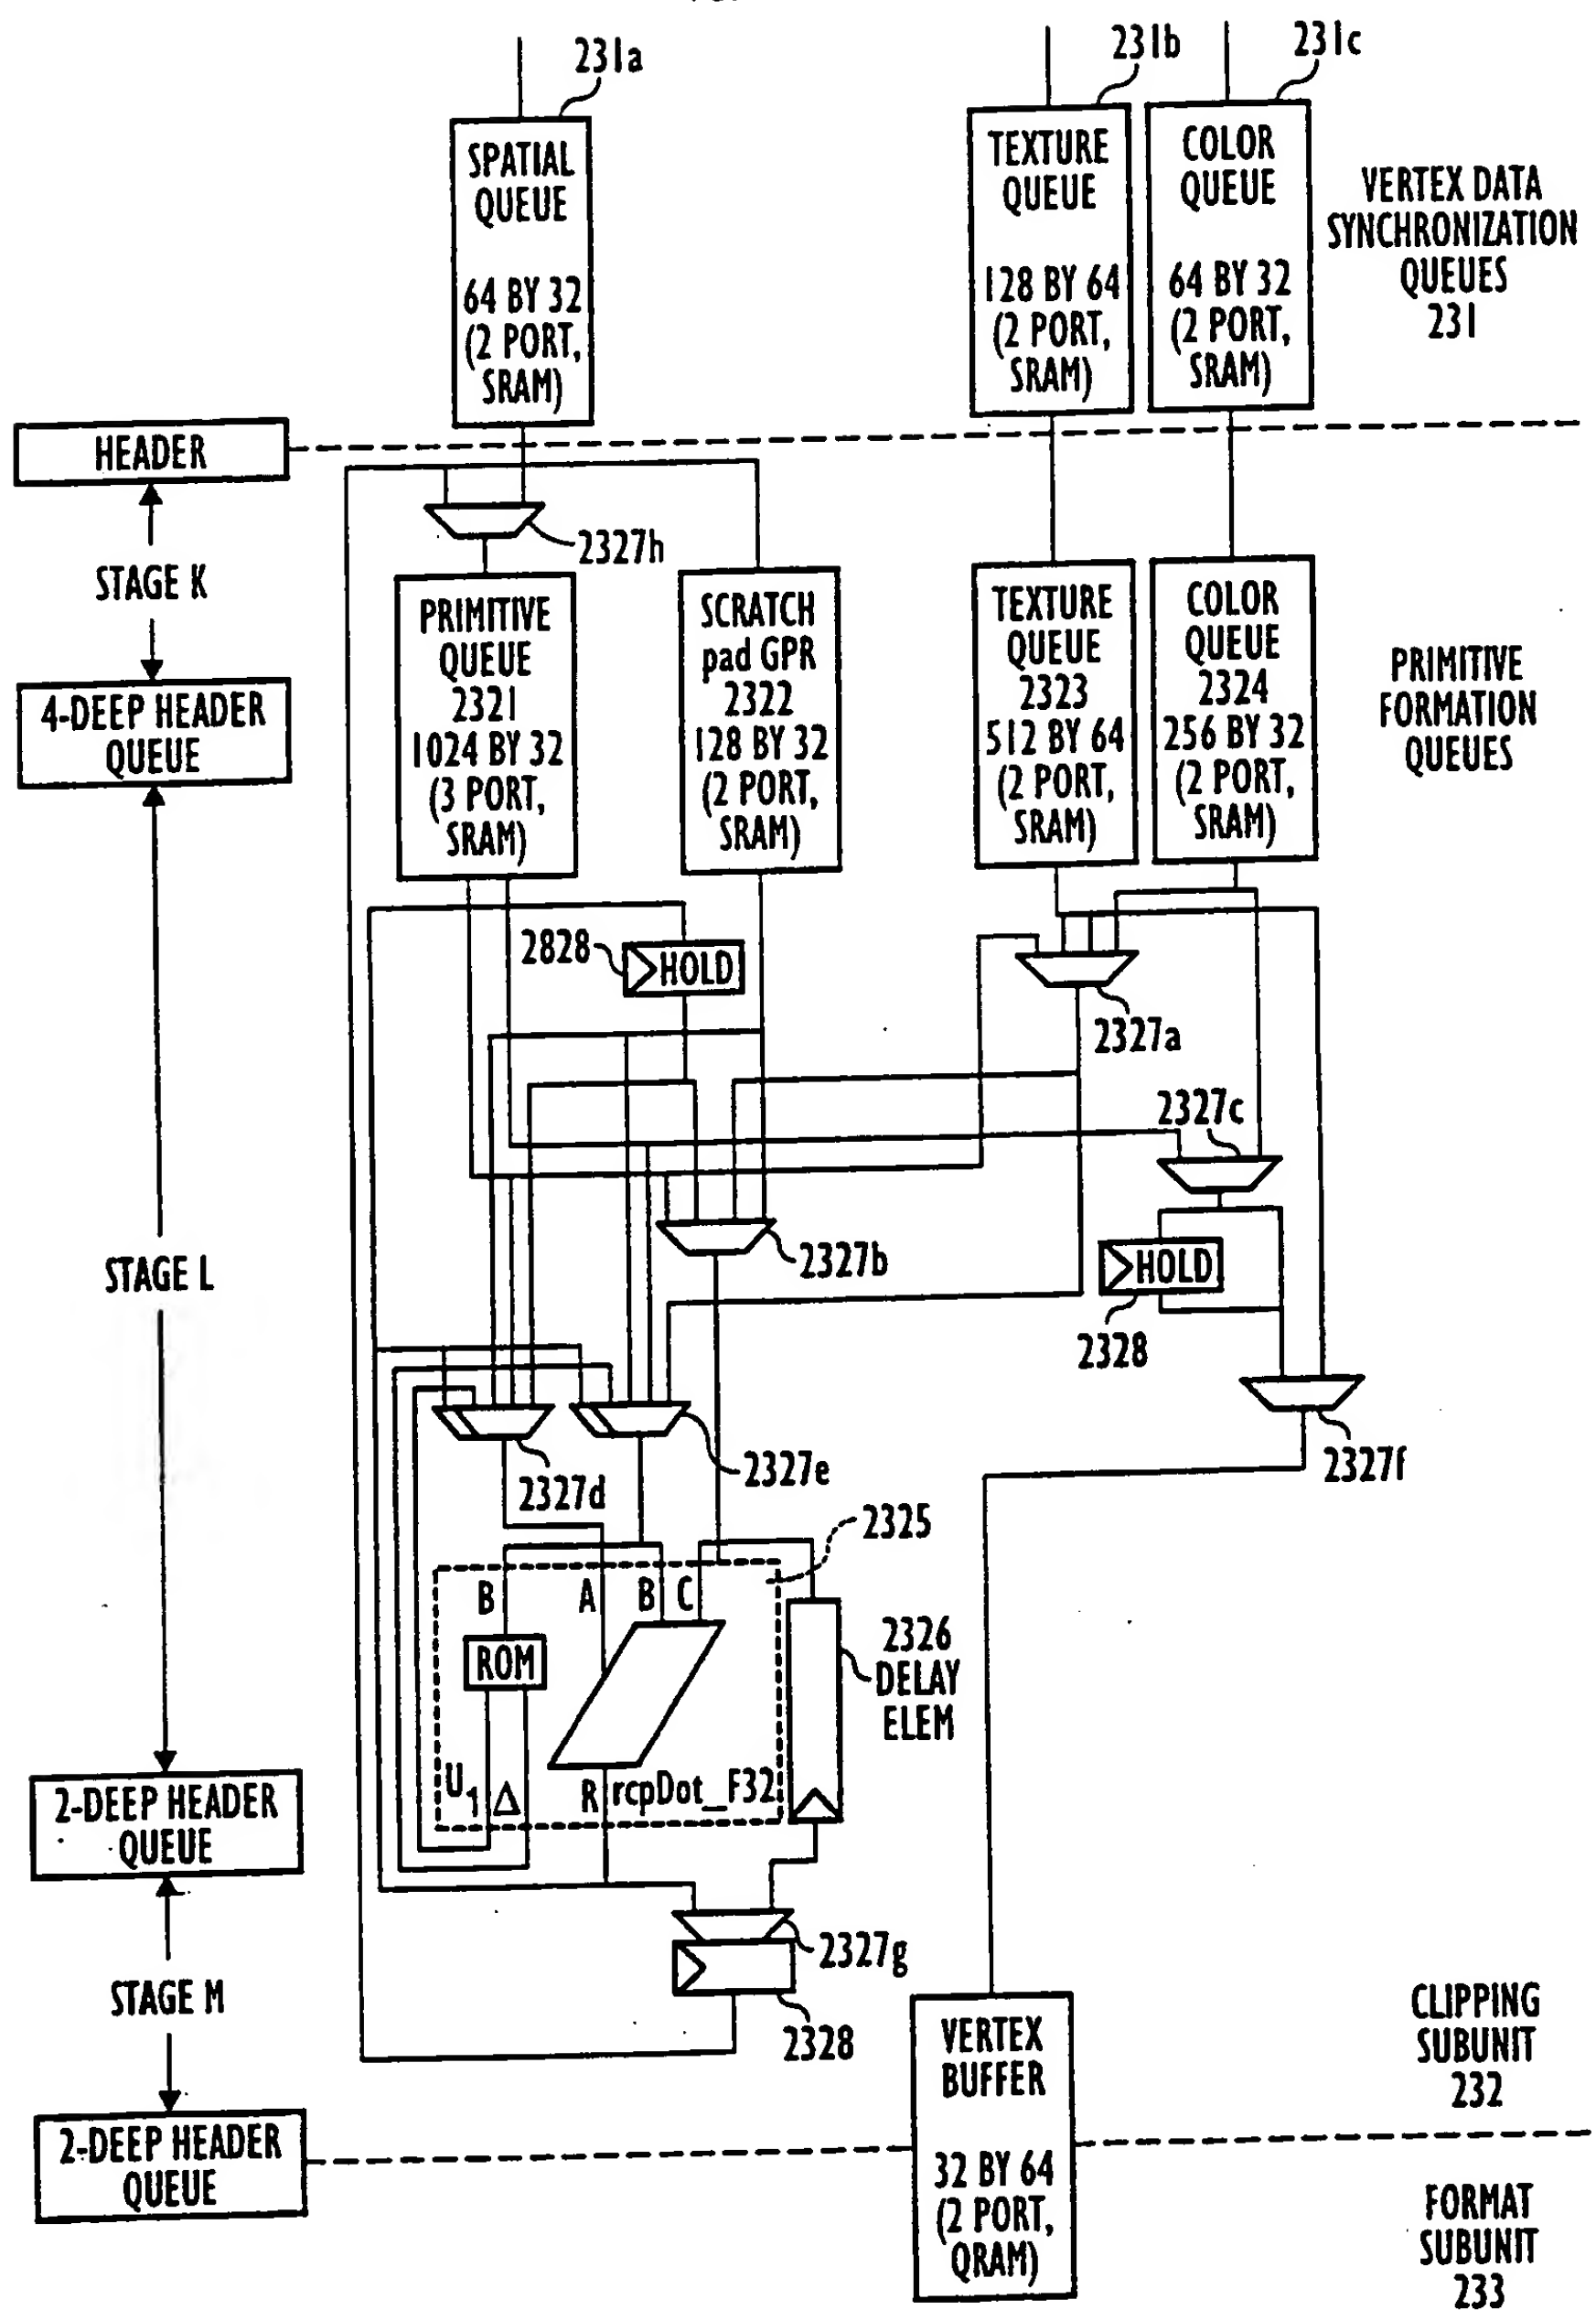 231a
231b
231c
SPATIAL
QUEUE
64 BY 32
(2 PORT,
SRAM)
TEXTURE
QUEUE
128 BY 64
(2 PORT,
SRAM)
COLOR
QUEUE
64 BY 32
(2 PORT,
SRAM)
VERTEX DATA
SYNCHRONIZATION
QUEUES
231
HEADER
2327h
STAGE K
4-DEEP HEADER
QUEUE
PRIMITIVE
QUEUE
2321
1024 BY 32
(3 PORT,
SRAM)
SCRATCH
pad GPR
2322
128 BY 32
(2 PORT,
SRAM)
TEXTURE
QUEUE
2323
512 BY 64
(2 PORT,
SRAM)
COLOR
QUEUE
2324
256 BY 32
(2 PORT,
SRAM)
PRIMITIVE
FORMATION
QUEUES
2828
HOLD
2327a
2327c
2327b
HOLD
2328
STAGE L
2327d
2327e
2327f
2325
B
A
B
C
ROM
2326
DELAY
ELEM
U1
Δ
R
rcpDot_F32
2-DEEP HEADER
QUEUE
2327g
2328
STAGE M
2-DEEP HEADER
QUEUE
VERTEX
BUFFER
32 BY 64
(2 PORT,
QRAM)
CLIPPING
SUBUNIT
232
FORMAT
SUBUNIT
233